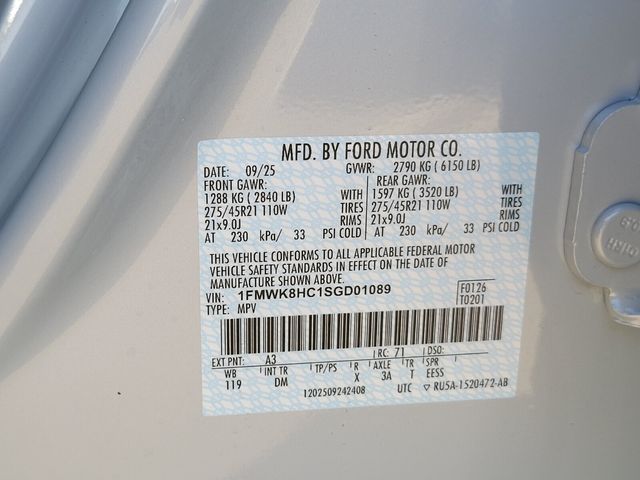 MFD. BY FORD MOTOR CO.
DATE: 09/25 GVWR: 2790 KG ( 6150 LB)
FRONT GAWR: REAR GAWR:
1288 KG ( 2840 LB) WITH 1597 KG ( 3520 LB) WITH
275/45R21 110W TIRES 275/45R21 110W TIRES
21x9.0J RIMS 21x9.0J RIMS
AT 230 kPa/ 33 PSI COLD AT 230 kPa/ 33 PSI COLD
THIS VEHICLE CONFORMS TO ALL APPLICABLE FEDERAL MOTOR
VEHICLE SAFETY STANDARDS IN EFFECT ON THE DATE OF
MANUFACTURE SHOWN ABOVE.
VIN: 1FMWK8HC1SGD01089 F0126
TYPE: MPV T0201
EXT PNT: A3 RC: 71 DSO:
WB INT TR TP/PS R AXLE TR SPR
119 DM X 3A T EESS
1202509242408 UTC ▽ RU5A-1520472-AB